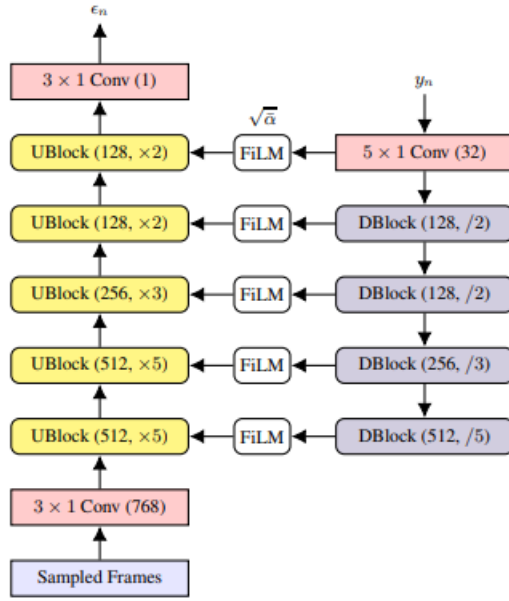 ϵₙ
3 × 1 Conv (1)
yₙ
√ᾱ
UBlock (128, ×2)
FiLM
5 × 1 Conv (32)
UBlock (128, ×2)
FiLM
DBlock (128, /2)
UBlock (256, ×3)
FiLM
DBlock (128, /2)
UBlock (512, ×5)
FiLM
DBlock (256, /3)
UBlock (512, ×5)
FiLM
DBlock (512, /5)
3 × 1 Conv (768)
Sampled Frames